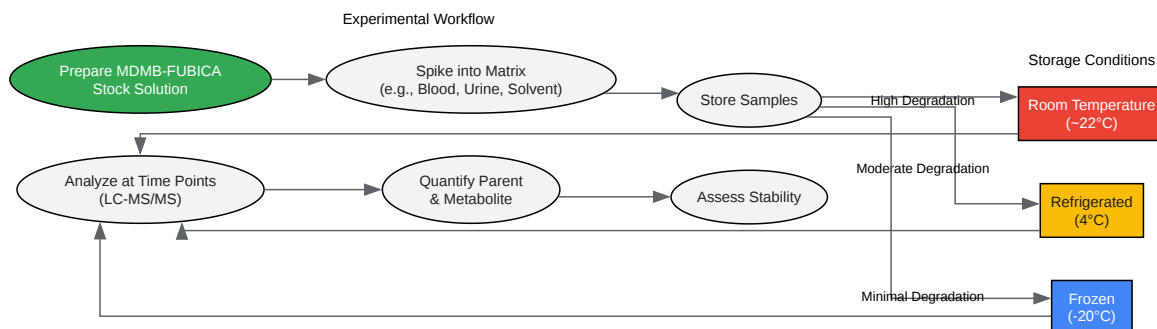 Experimental Workflow
Storage Conditions
Prepare MDMB-FUBICA
Stock Solution
Spike into Matrix
(e.g., Blood, Urine, Solvent)
Store Samples
High Degradation
Room Temperature
(~22°C)
Moderate Degradation
Analyze at Time Points
(LC-MS/MS)
Quantify Parent
& Metabolite
Assess Stability
Refrigerated
(4°C)
Minimal Degradation
Frozen
(-20°C)